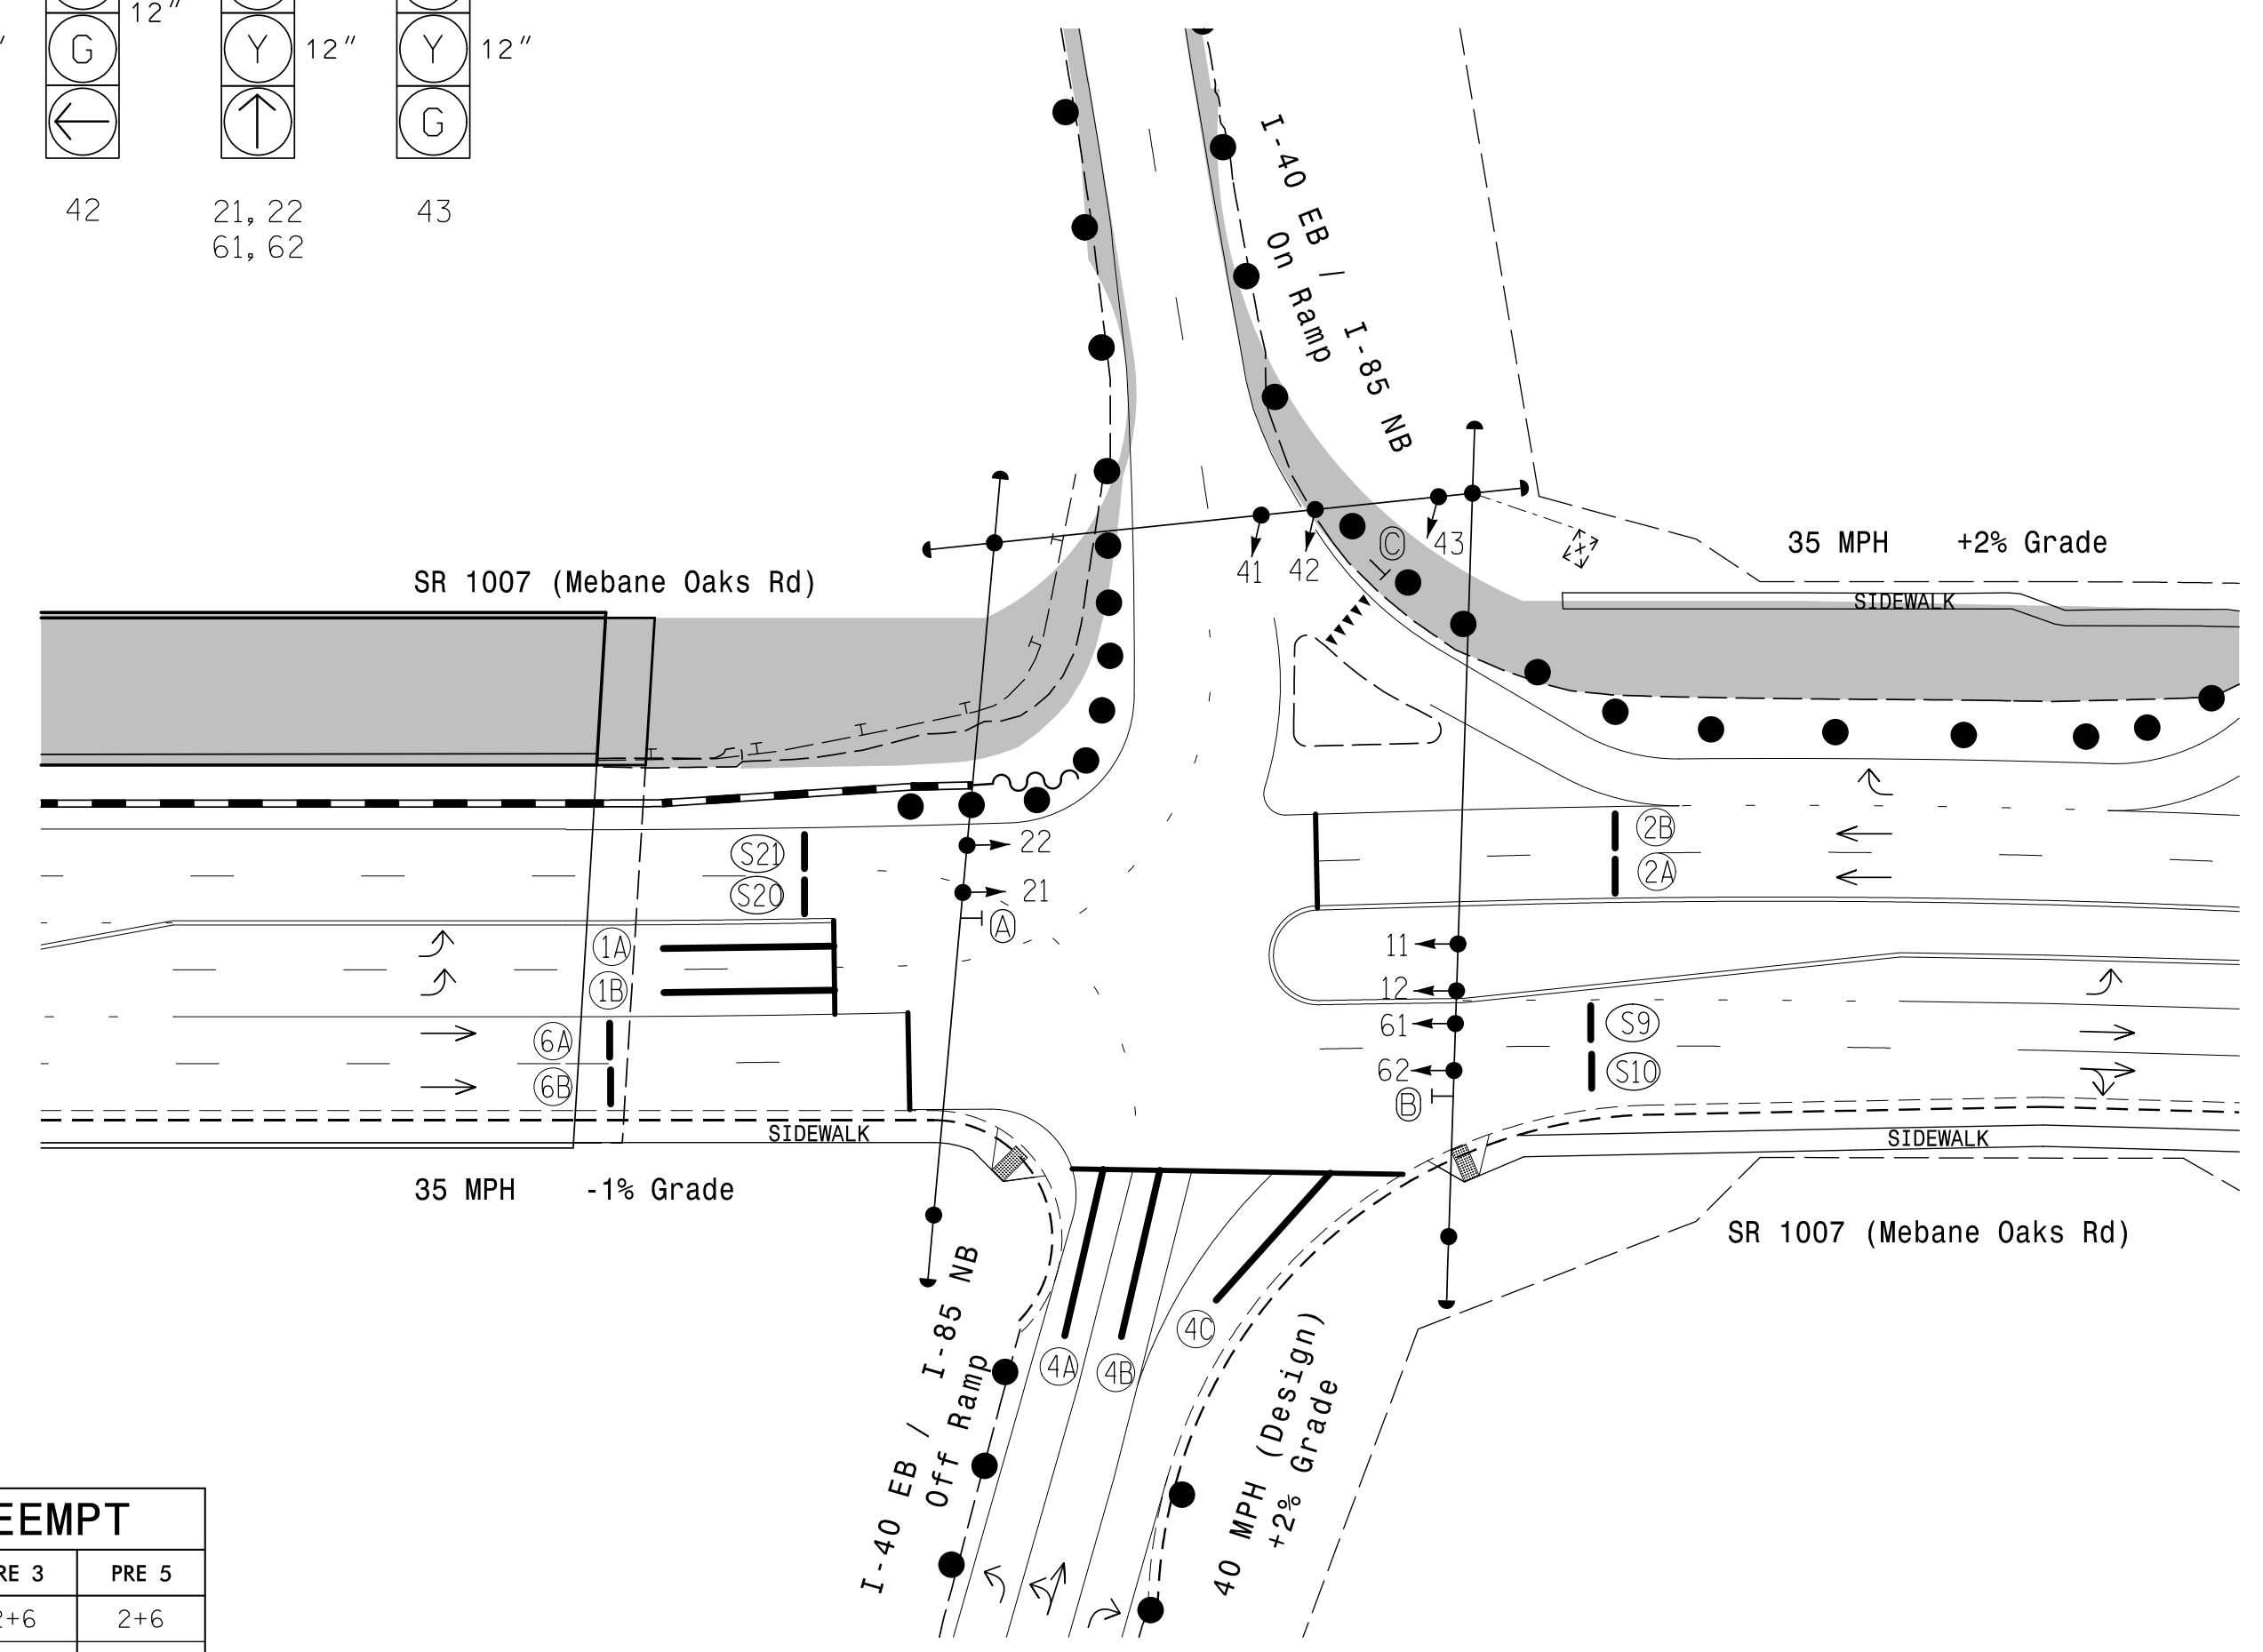 12"
G
Y
12"
Y
12"
G
42
21, 22
61, 62
43
I-40 EB / I-85 NB
On Ramp
41
42
43
C
35 MPH +2% Grade
SIDEWALK
SR 1007 (Mebane Oaks Rd)
22
21
A
S21
S20
2B
2A
1A
1B
11
12
61
62
B
6A
6B
S9
S10
SIDEWALK
SIDEWALK
35 MPH -1% Grade
SR 1007 (Mebane Oaks Rd)
4A
4B
4C
I-40 EB / I-85 NB
Off Ramp
40 MPH (Design)
+2% Grade
EEMPT
RE 3
PRE 5
2+6
2+6